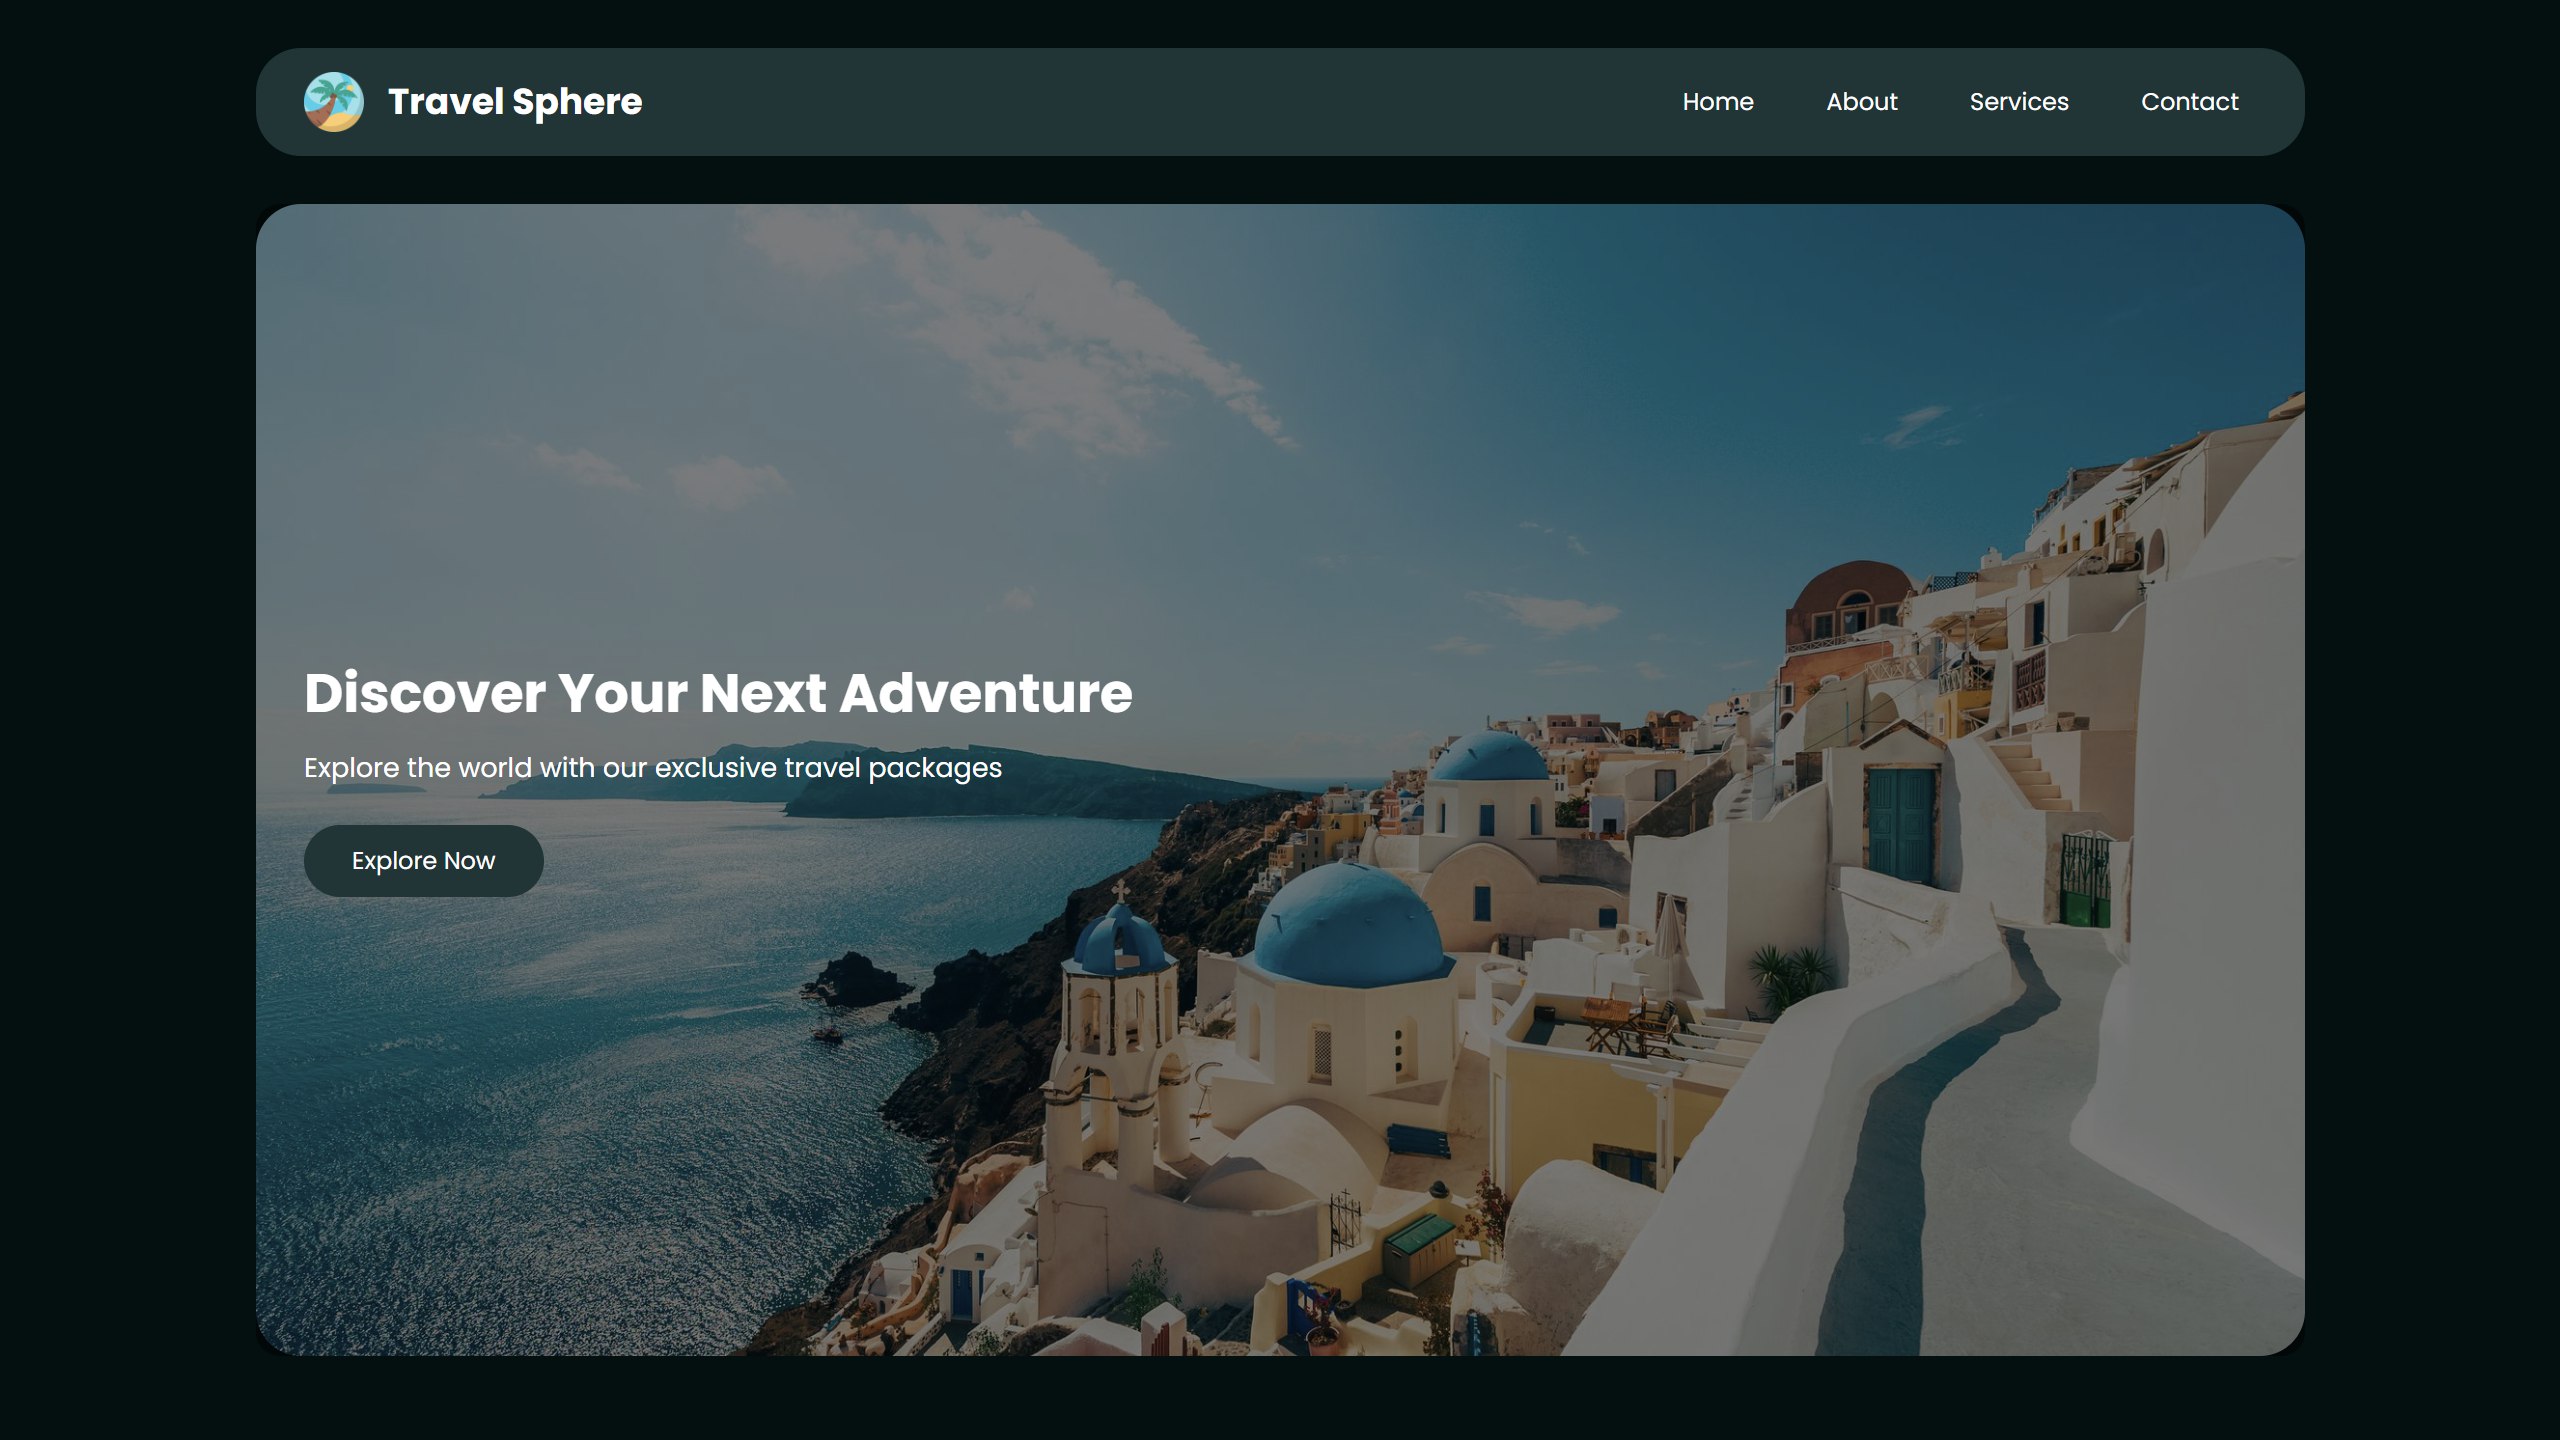 Travel Sphere
Home About Services Contact
Discover Your Next Adventure
Explore the world with our exclusive travel packages
Explore Now